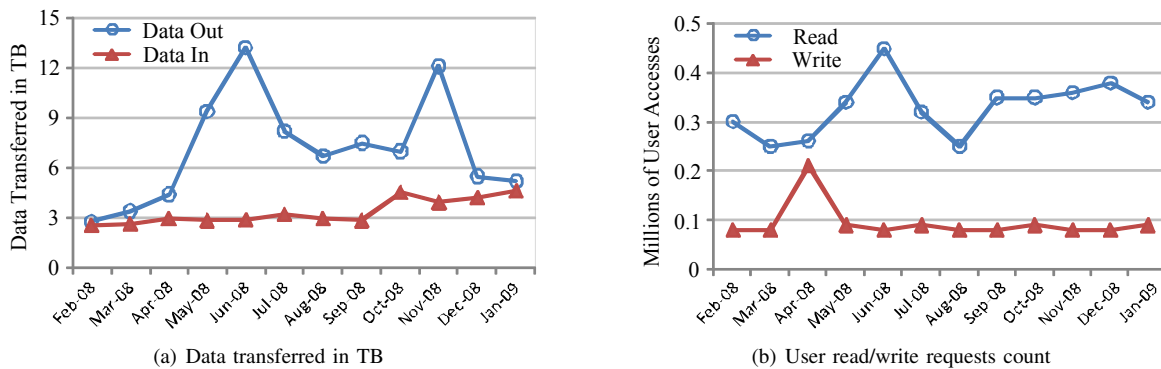 Data Transferred in TB
15
12
9
6
3
0
Data Out
Data In
Feb-08
Mar-08
Apr-08
May-08
Jun-08
Jul-08
Aug-08
Sep-08
Oct-08
Nov-08
Dec-08
Jan-09
(a) Data transferred in TB
Millions of User Accesses
0.5
0.4
0.3
0.2
0.1
0
Read
Write
Feb-08
Mar-08
Apr-08
May-08
Jun-08
Jul-08
Aug-08
Sep-08
Oct-08
Nov-08
Dec-08
Jan-09
(b) User read/write requests count